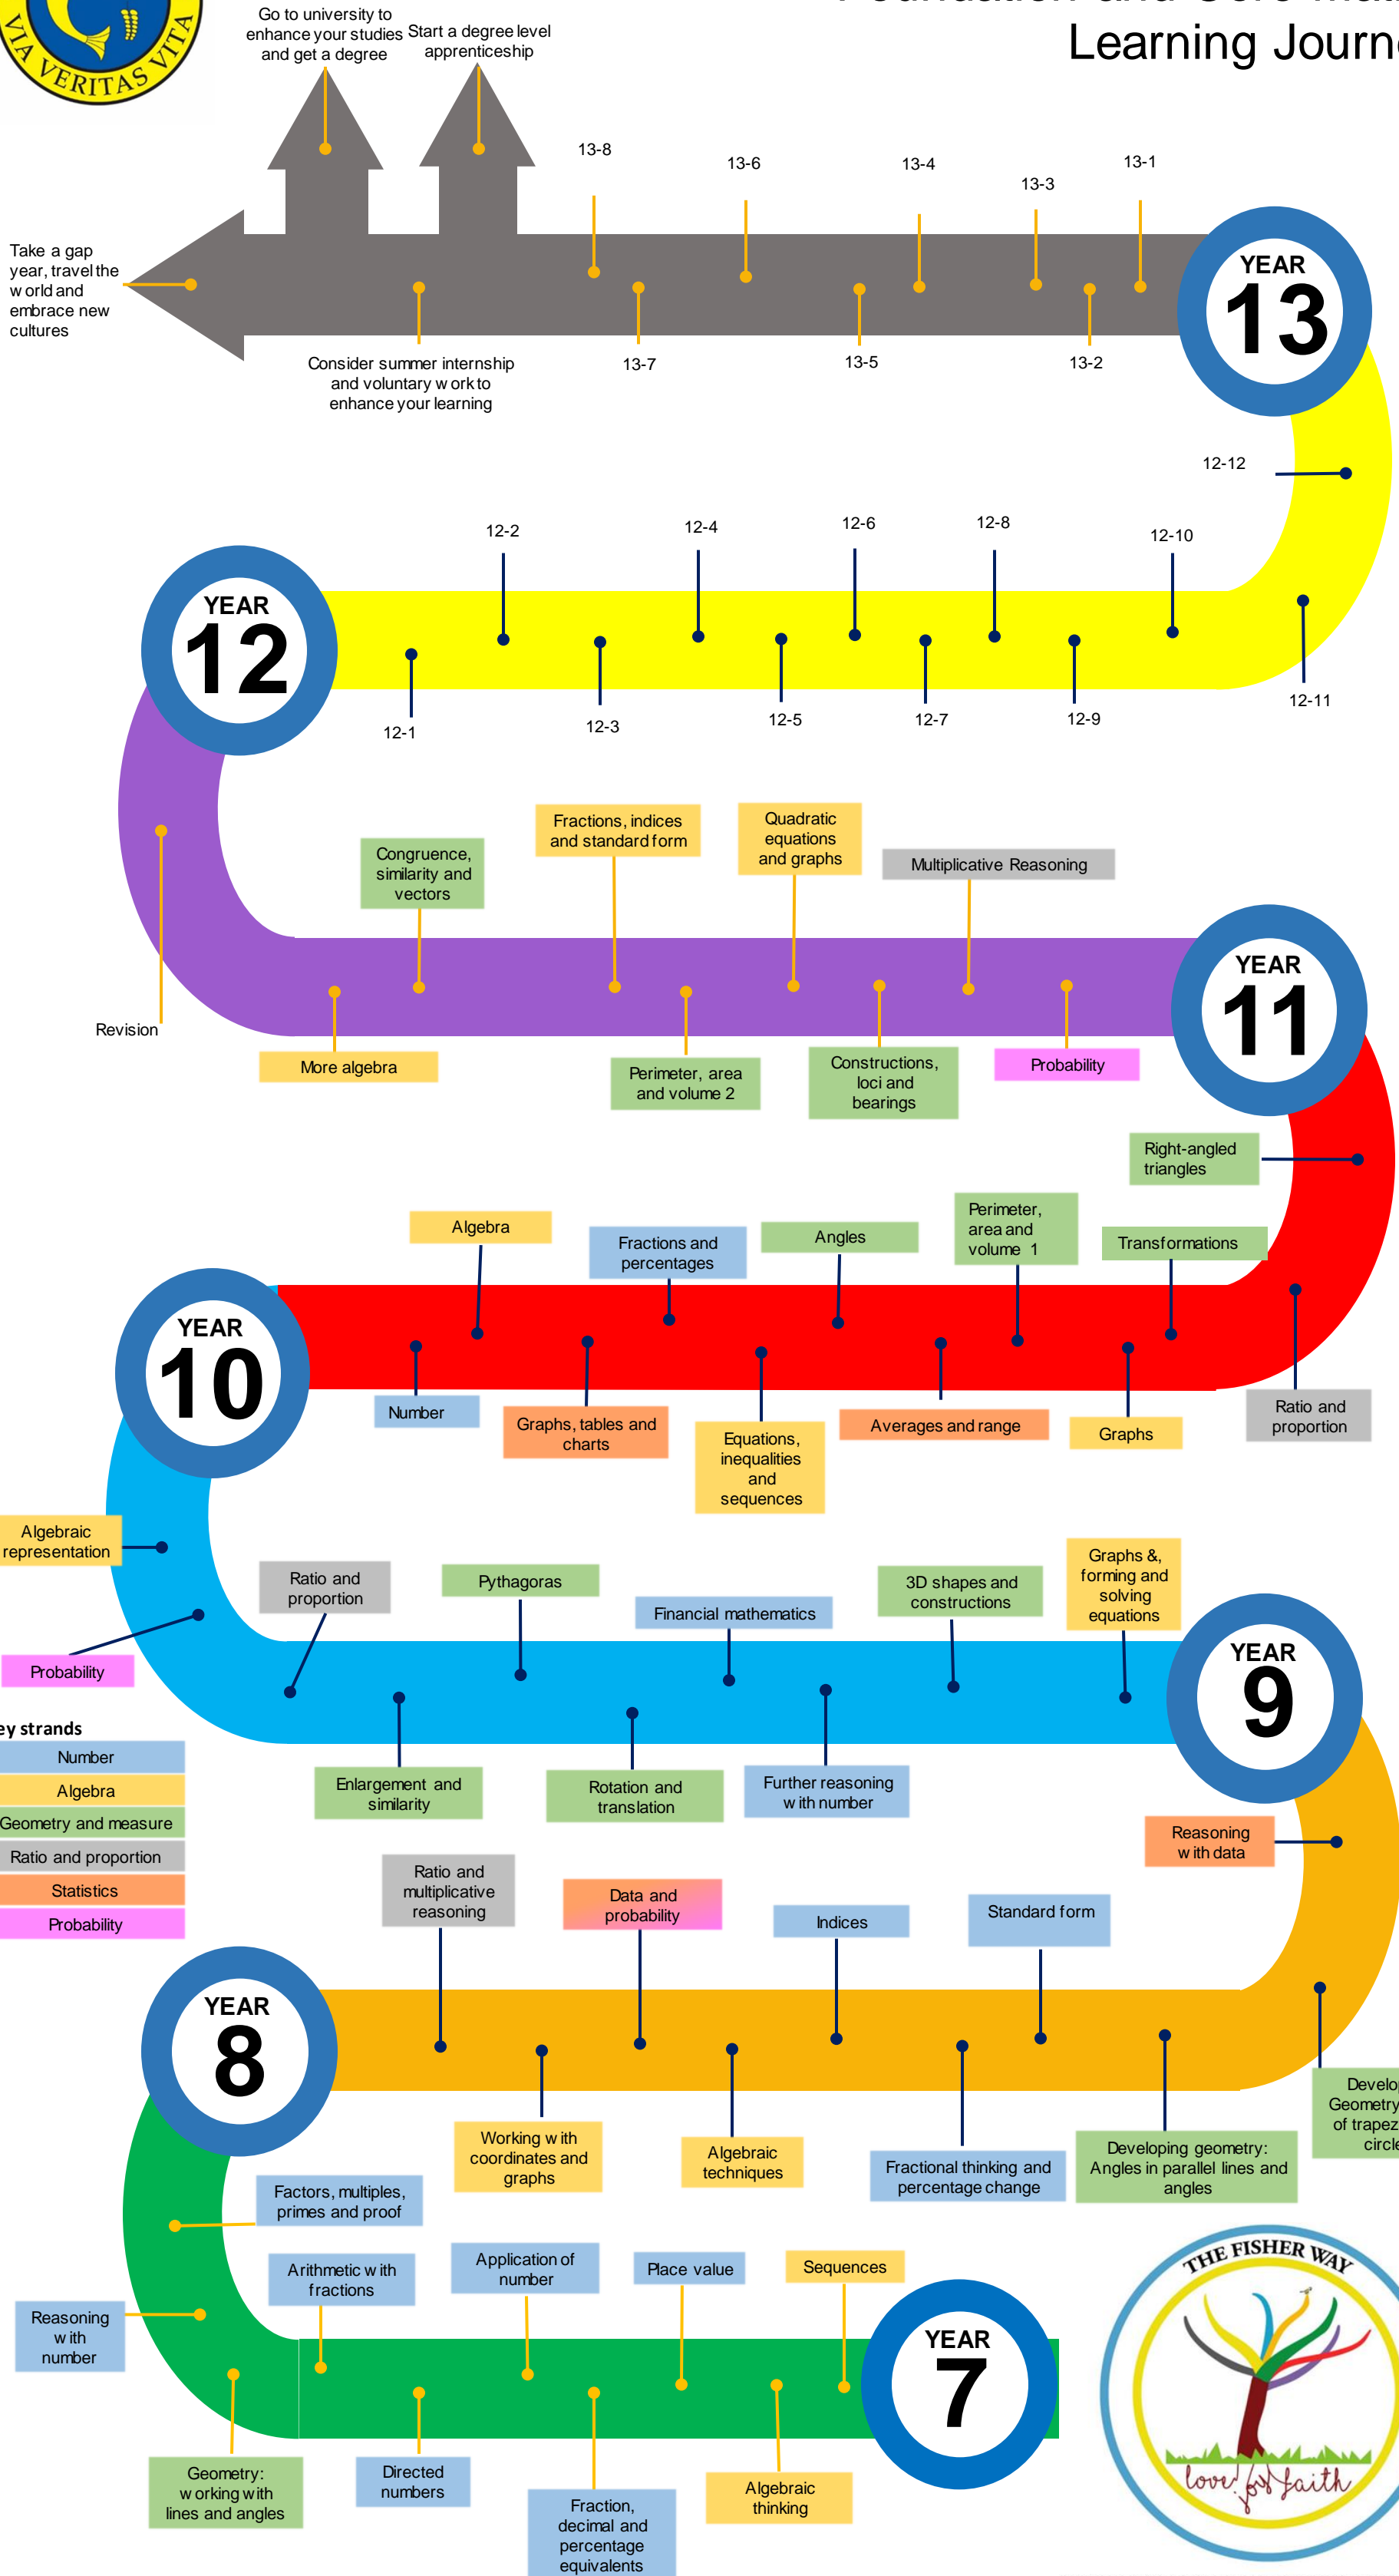 VIA VERITAS VITA
Learning
Go to university to
enhance your studies
and get a degree
Start a degree level
apprenticeship
Take a gap
year, travel the
world and
embrace new
cultures
Consider summer internship
and voluntary work to
enhance your learning
13-8
13-7
13-6
13-5
13-4
13-3
13-2
13-1
YEAR
13
12-12
12-11
12-10
12-9
12-8
12-7
12-6
12-5
12-4
12-3
12-2
12-1
YEAR
12
Revision
More algebra
Congruence,
similarity and
vectors
Fractions, indices
and standard form
Perimeter, area
and volume 2
Quadratic
equations
and graphs
Constructions,
loci and
bearings
Multiplicative Reasoning
Probability
YEAR
11
Right-angled
triangles
Ratio and
proportion
Transformations
Graphs
Perimeter,
area and
volume 1
Averages and range
Angles
Equations,
inequalities
and
sequences
Fractions and
percentages
Graphs, tables and
charts
Algebra
Number
YEAR
10
Algebraic
representation
Probability
Ratio and
proportion
Enlargement and
similarity
Pythagoras
Rotation and
translation
Financial mathematics
Further reasoning
with number
3D shapes and
constructions
Graphs &,
forming and
solving
equations
YEAR
9
strands
Number
Algebra
Geometry and measure
Ratio and proportion
Statistics
Probability
Reasoning
with data
Geometry
of
Developing geometry:
Angles in parallel lines and
angles
Standard form
Fractional thinking and
percentage change
Indices
Algebraic
techniques
Data and
probability
Working with
coordinates and
graphs
Ratio and
multiplicative
reasoning
YEAR
8
Factors, multiples,
primes and proof
Reasoning
with
number
Geometry:
working with
lines and angles
Arithmetic with
fractions
Directed
numbers
Application of
number
Fraction,
decimal and
percentage
equivalents
Place value
Algebraic
thinking
Sequences
YEAR
7
THE FISHER WAY
love for faith